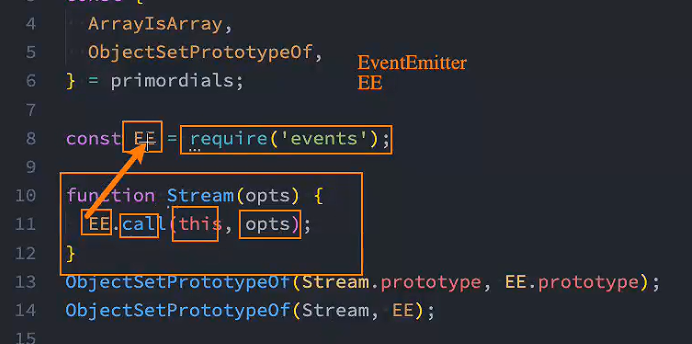 3 const {
4 ArrayIsArray,
5 ObjectSetPrototypeOf,
6 } = primordials;
EventEmitter
EE
7
8 const EE = require('events');
9
10 function Stream(opts) {
11 EE.call(this, opts);
12 }
13 ObjectSetPrototypeOf(Stream.prototype, EE.prototype);
14 ObjectSetPrototypeOf(Stream, EE);
15